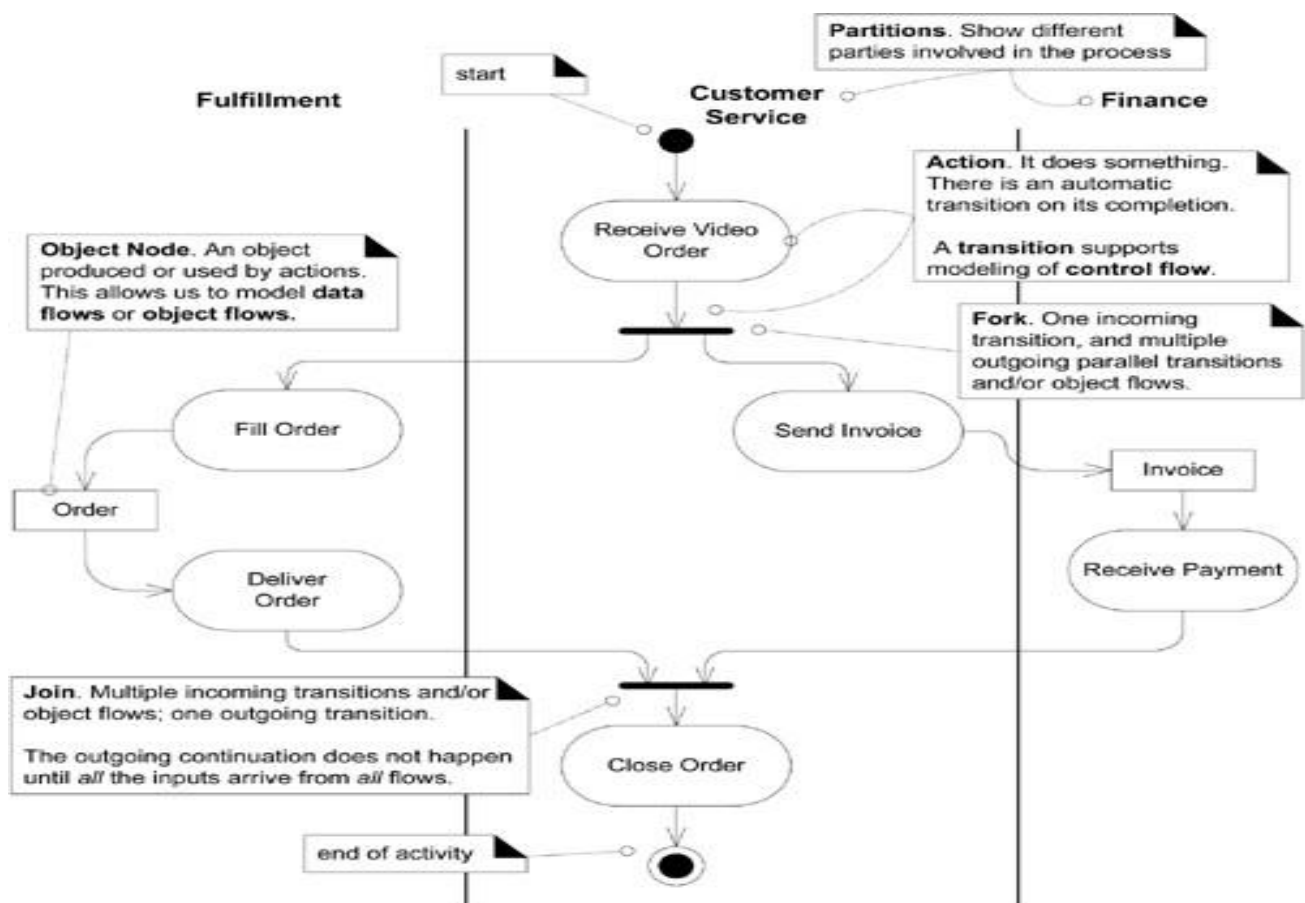 Partitions. Show different
parties involved in the process
start
Fulfillment
Customer
Service
Finance
Action. It does something.
There is an automatic
transition on its completion.
A transition supports
modeling of control flow.
Receive Video
Order
Object Node. An object
produced or used by actions.
This allows us to model data
flows or object flows.
Fork. One incoming
transition, and multiple
outgoing parallel transitions
and/or object flows.
Fill Order
Send Invoice
Invoice
Order
Deliver
Order
Receive Payment
Join. Multiple incoming transitions and/or
object flows; one outgoing transition.
The outgoing continuation does not happen
until all the inputs arrive from all flows.
Close Order
end of activity